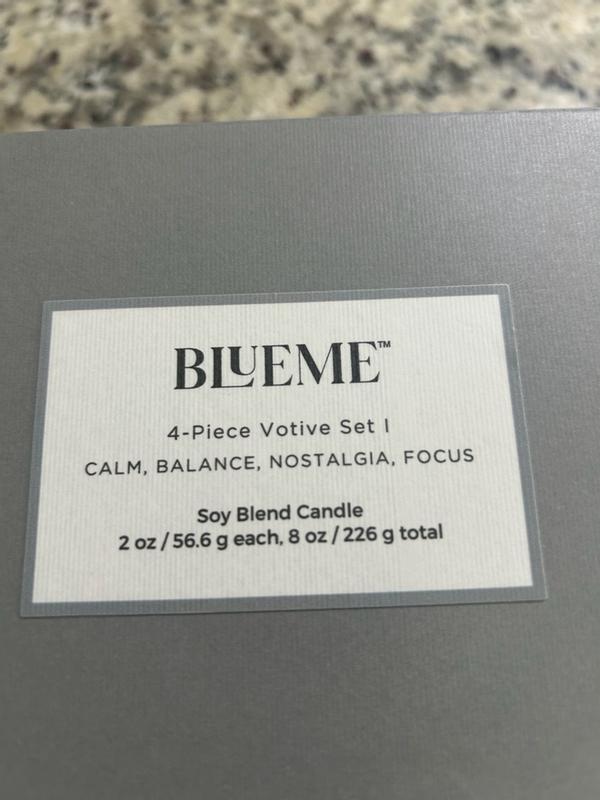 BLUEME™
4-Piece Votive Set I
CALM, BALANCE, NOSTALGIA, FOCUS
Soy Blend Candle
2 oz / 56.6 g each, 8 oz / 226 g total